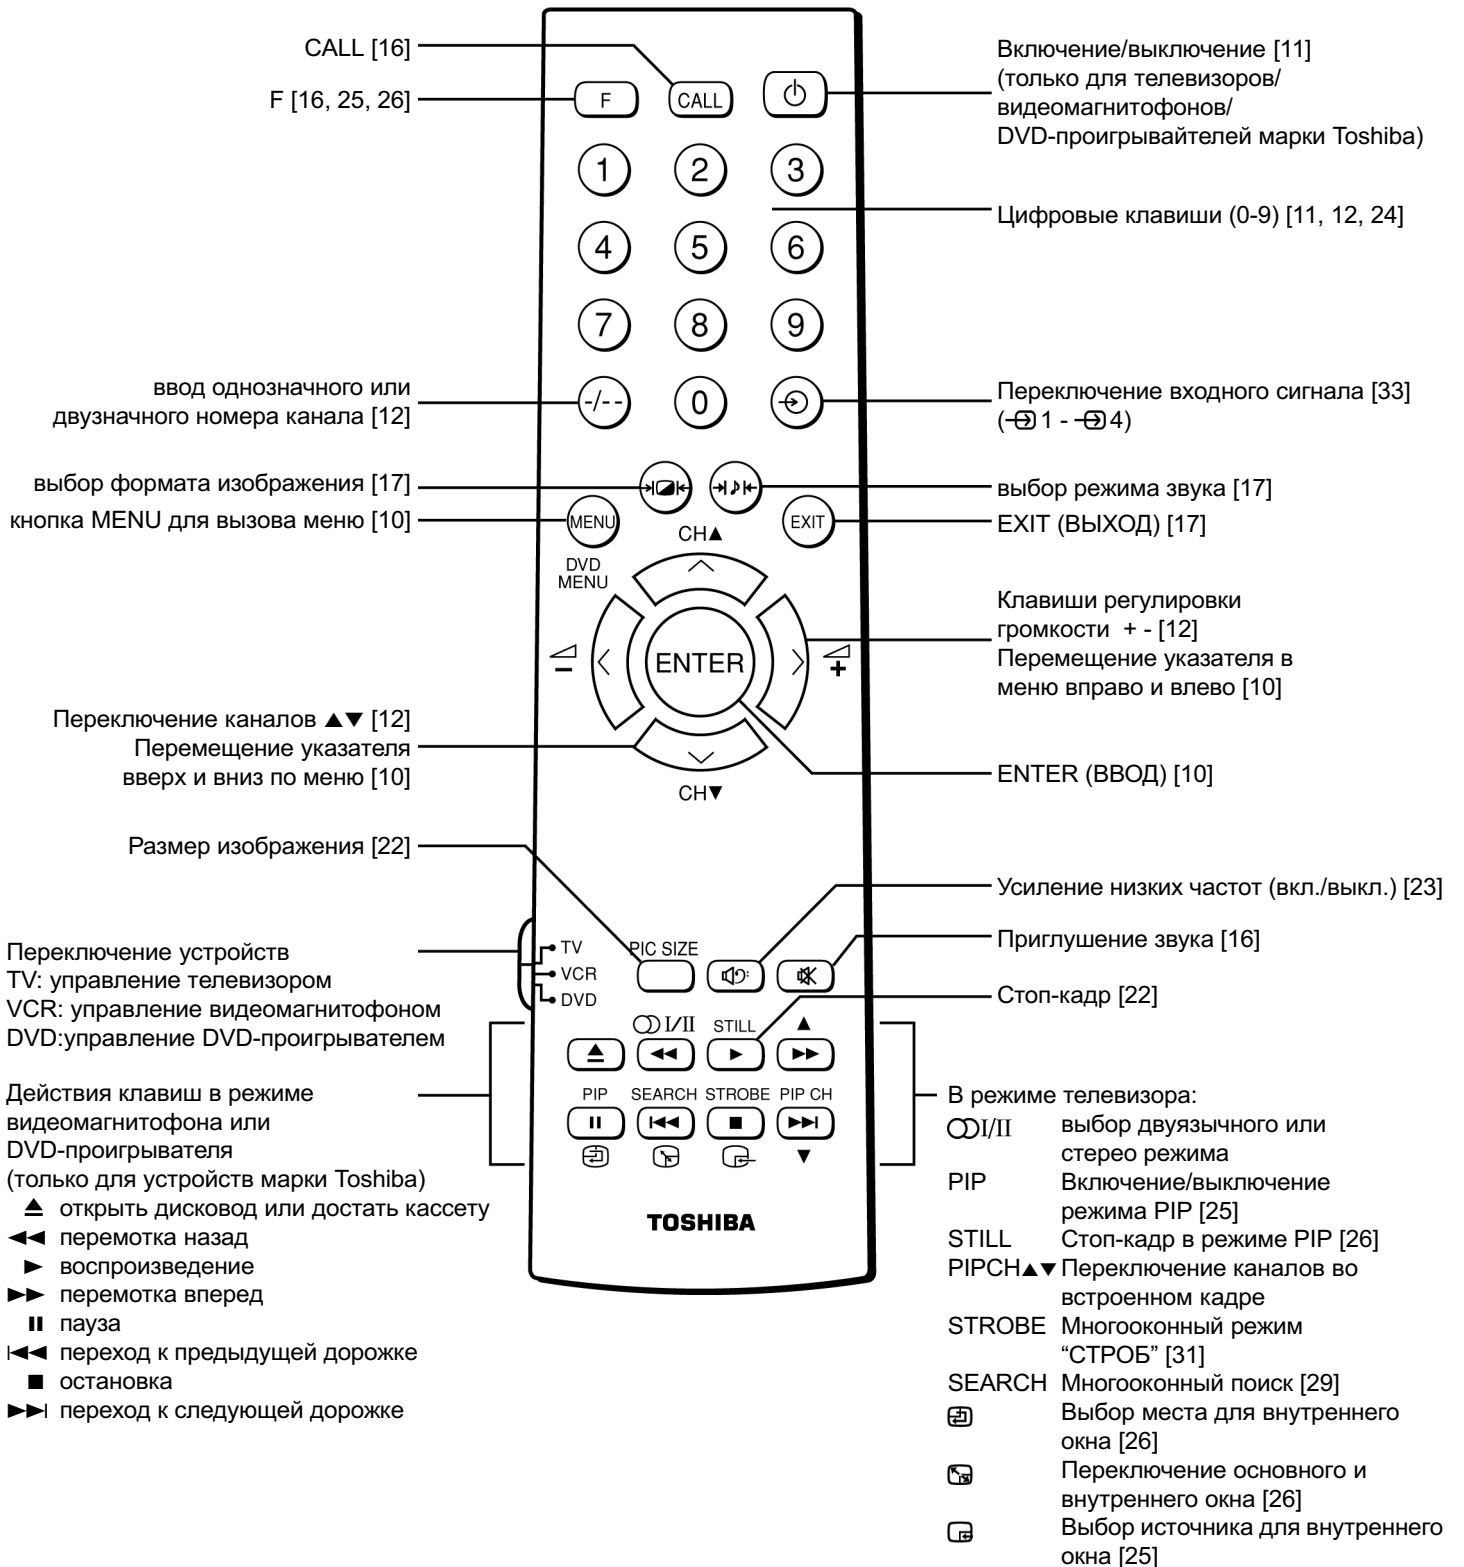 CALL [16]
F [16, 25, 26]
Включение/выключение [11]
(только для телевизоров/
видеомагнитофонов/
DVD-проигрывайтелей марки Toshiba)
F
CALL
1
2
3
Цифровые клавиши (0-9) [11, 12, 24]
4
5
6
7
8
9
ввод однозначного или
двузначного номера канала [12]
-/--
0
Переключение входного сигнала [33]
(1 - 4)
выбор формата изображения [17]
выбор режима звука [17]
кнопка MENU для вызова меню [10]
MENU
EXIT
EXIT (ВЫХОД) [17]
CH▲
DVD
MENU
Клавиши регулировки
громкости + - [12]
Перемещение указателя в
меню вправо и влево [10]
−
ENTER
+
Переключение каналов ▲▼ [12]
Перемещение указателя
вверх и вниз по меню [10]
ENTER (ВВОД) [10]
CH▼
Размер изображения [22]
Усиление низких частот (вкл./выкл.) [23]
Приглушение звука [16]
Стоп-кадр [22]
Переключение устройств
TV: управление телевизором
VCR: управление видеомагнитофоном
DVD:управление DVD-проигрывателем
TV
VCR
DVD
PIC SIZE
I/II
STILL
▲
PIP
SEARCH
STROBE
PIP CH
▼
TOSHIBA
Действия клавиш в режиме
видеомагнитофона или
DVD-проигрывателя
(только для устройств марки Toshiba)
⏏ открыть дисковод или достать кассету
◄◄ перемотка назад
► воспроизведение
►► перемотка вперед
II пауза
I◄◄ переход к предыдущей дорожке
■ остановка
►►I переход к следующей дорожке
В режиме телевизора:
I/II выбор двуязычного или
стерео режима
PIP Включение/выключение
режима PIP [25]
STILL Стоп-кадр в режиме PIP [26]
PIPCH▲▼ Переключение каналов во
встроенном кадре
STROBE Многооконный режим
“СТРОБ” [31]
SEARCH Многооконный поиск [29]
Выбор места для внутреннего
окна [26]
Переключение основного и
внутреннего окна [26]
Выбор источника для внутреннего
окна [25]